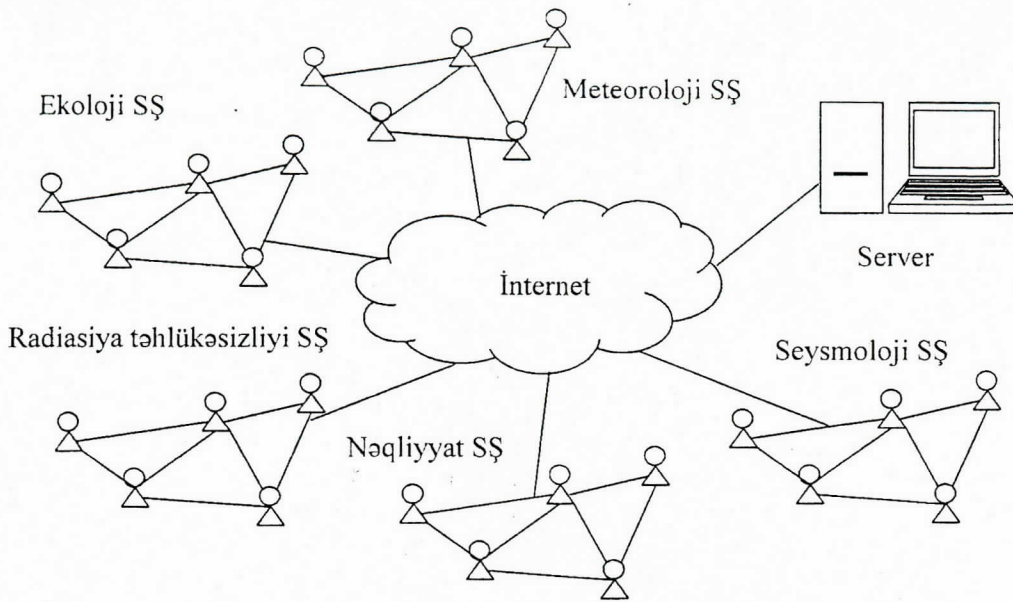 Meteoroloji SŞ
Ekoloji SŞ
Server
İnternet
Radiasiya təhlükəsizliyi SŞ
Seysmoloji SŞ
Nəqliyyat SŞ